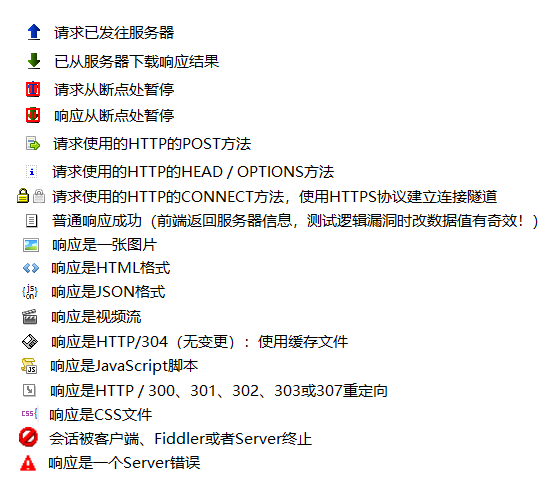 请求已发往服务器
已从服务器下载响应结果
请求从断点处暂停
响应从断点处暂停
请求使用的HTTP的POST方法
请求使用的HTTP的HEAD / OPTIONS方法
请求使用的HTTP的CONNECT方法，使用HTTPS协议建立连接隧道
普通响应成功（前端返回服务器信息，测试逻辑漏洞时改数据值有奇效！）
响应是一张图片
响应是HTML格式
{js on} 响应是JSON格式
响应是视频流
响应是HTTP/304（无变更）：使用缓存文件
JS 响应是JavaScript脚本
响应是HTTP / 300、301、302、303或307重定向
css{ 响应是CSS文件
会话被客户端、Fiddler或者Server终止
响应是一个Server错误